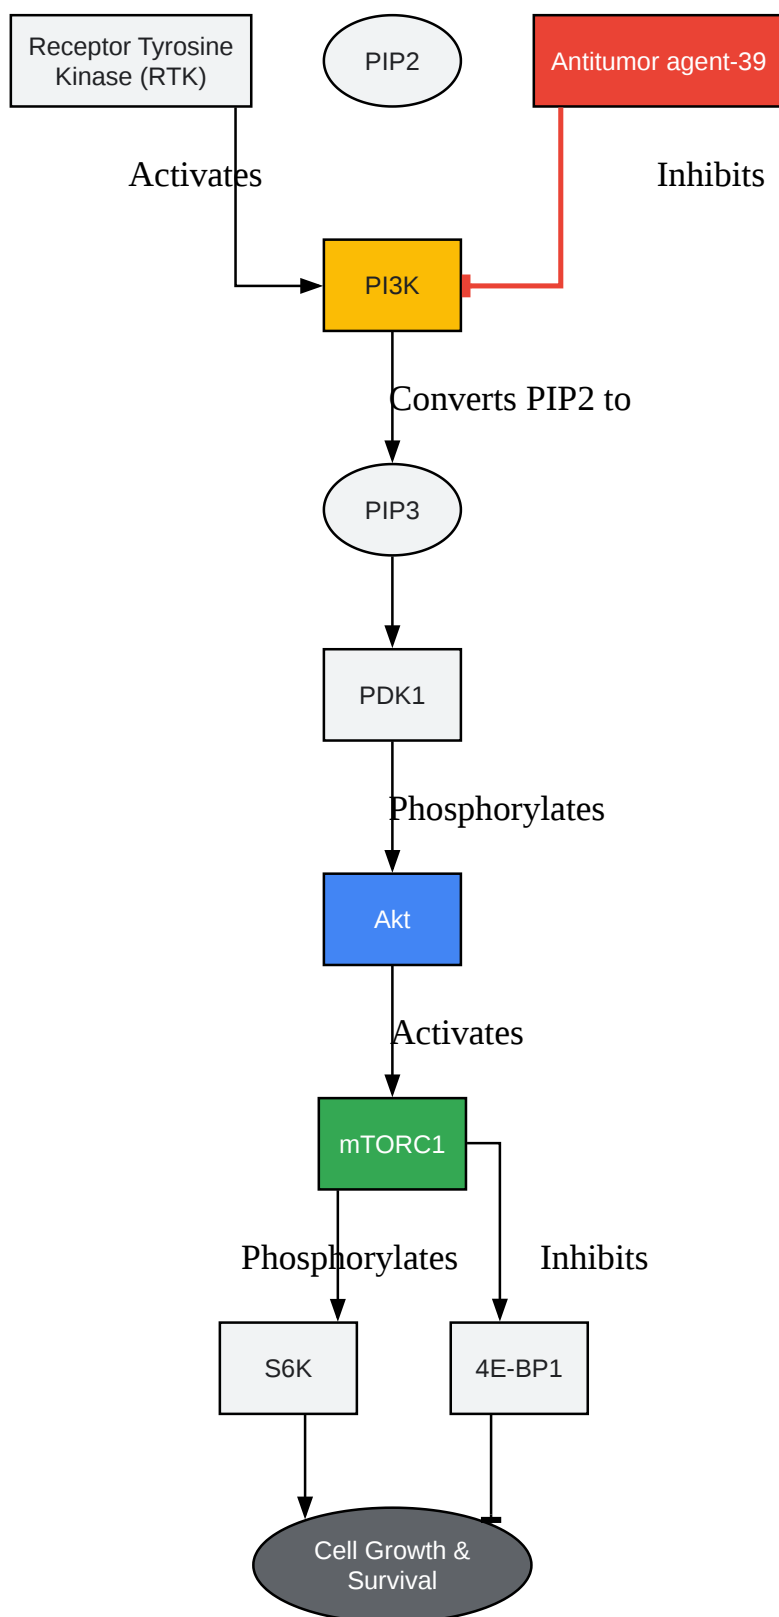 Receptor Tyrosine
Kinase (RTK)
PIP2
Antitumor agent-39
Activates
Inhibits
PI3K
Converts PIP2 to
PIP3
PDK1
Phosphorylates
Akt
Activates
mTORC1
Phosphorylates
Inhibits
S6K
4E-BP1
Cell Growth &
Survival